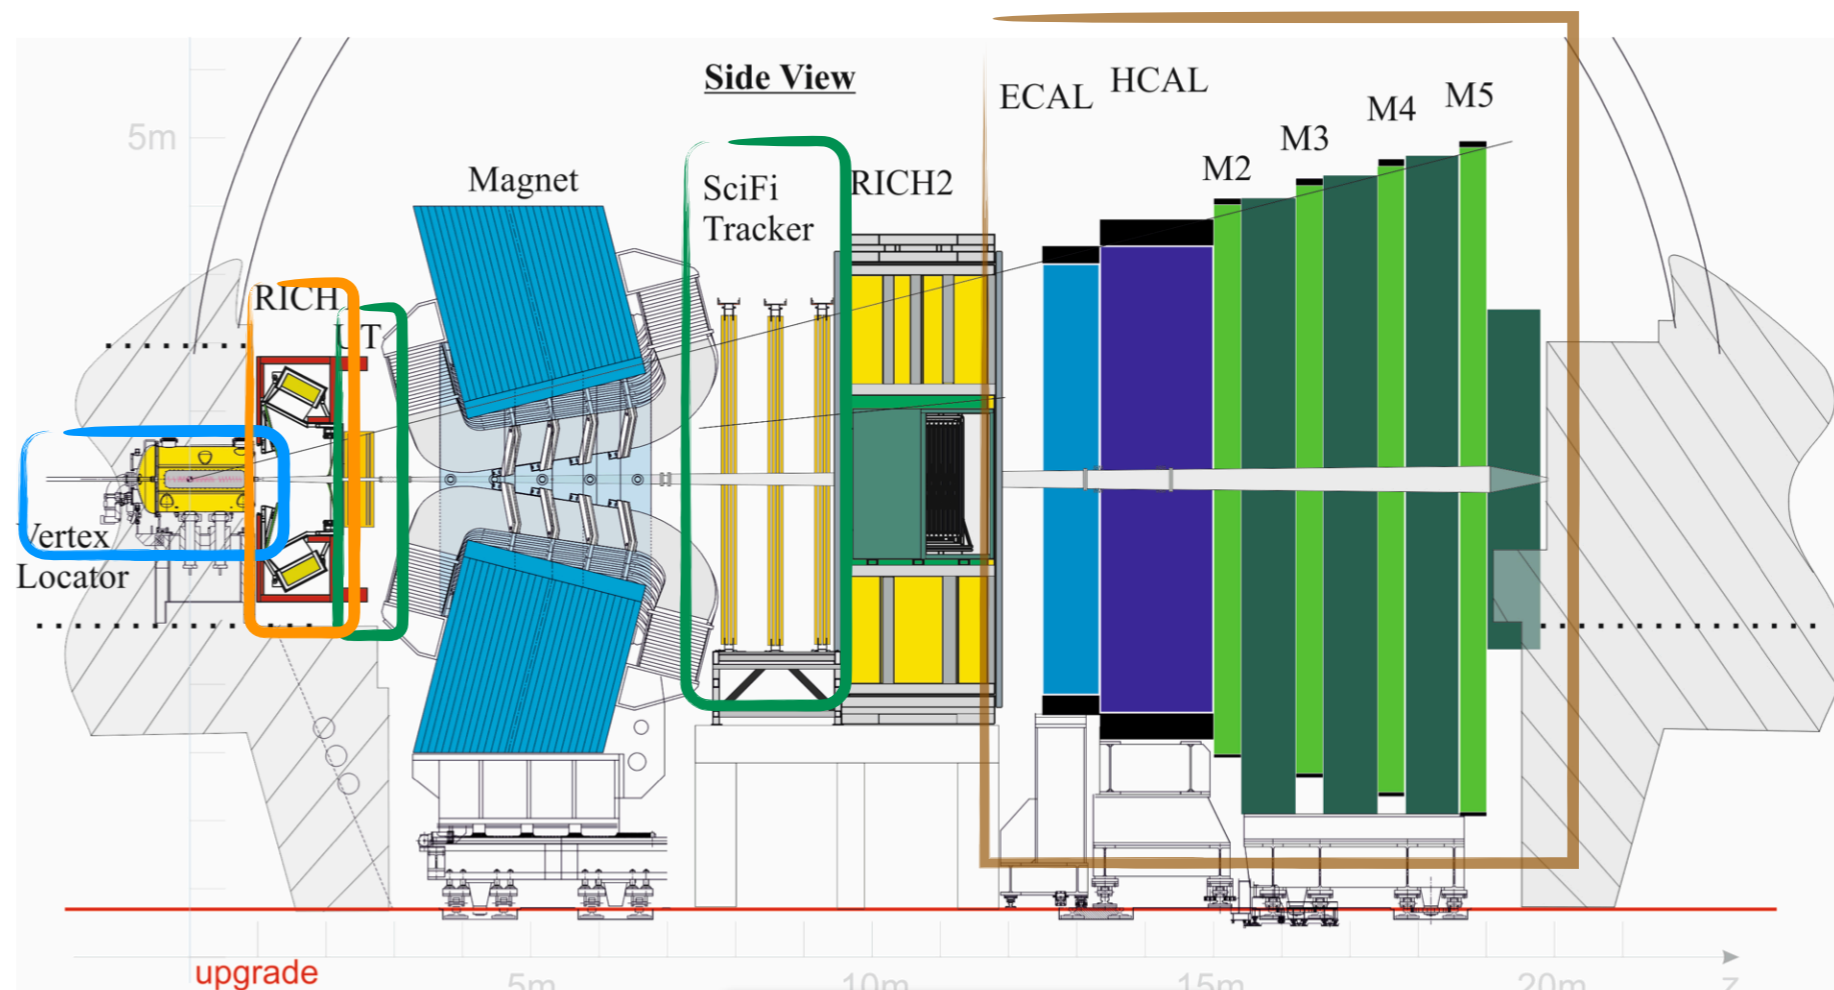 Side View
ECAL
HCAL
M5
M4
M3
M2
5m
Magnet
SciFi
Tracker
RICH2
RICH
UT
Vertex
Locator
upgrade
5m
10m
15m
20m
z